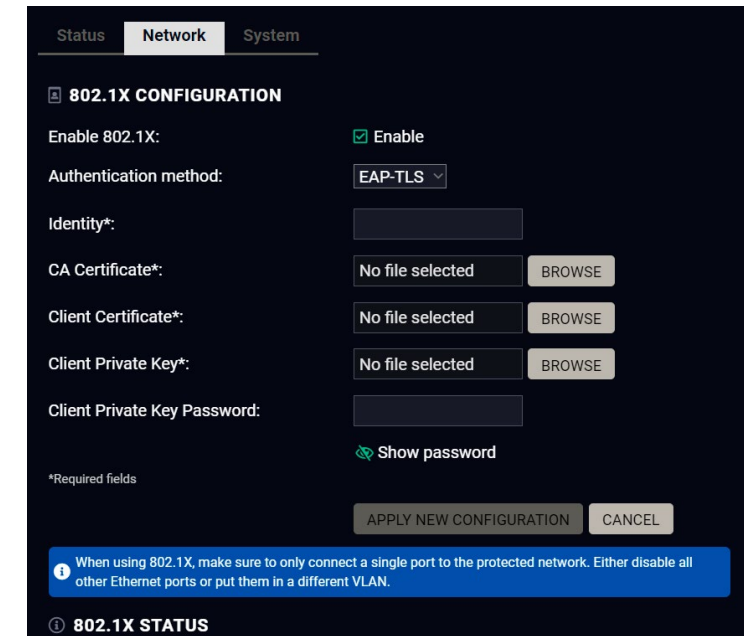 Status Network System
802.1X CONFIGURATION
Enable 802.1X: Enable
Authentication method: EAP-TLS
Identity*:
CA Certificate*: No file selected BROWSE
Client Certificate*: No file selected BROWSE
Client Private Key*: No file selected BROWSE
Client Private Key Password:
Show password
*Required fields
APPLY NEW CONFIGURATION CANCEL
When using 802.1X, make sure to only connect a single port to the protected network. Either disable all
other Ethernet ports or put them in a different VLAN.
802.1X STATUS